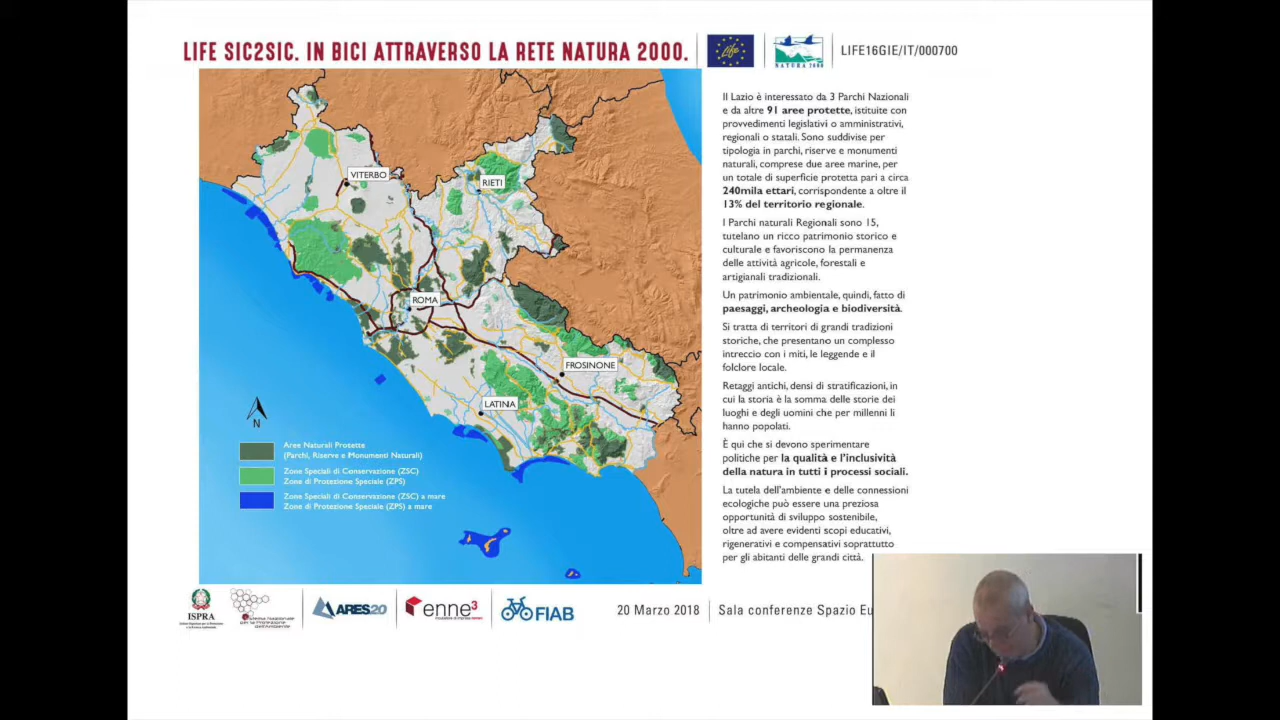 LIFE SIC2SIC. IN BICI ATTRAVERSO LA RETE NATURA 2000.
Life
NATURA 2000
LIFE16GIE/IT/000700
Il Lazio è interessato da 3 Parchi Nazionali
e da altre 91 aree protette, istituite con
provvedimenti legislativi o amministrativi,
regionali o statali. Sono suddivise per
tipologia in parchi, riserve e monumenti
naturali, comprese due aree marine, per
un totale di superficie protetta pari a circa
240mila ettari, corrispondente a oltre il
13% del territorio regionale.
I Parchi naturali Regionali sono 15,
tutelano un ricco patrimonio storico e
culturale e favoriscono la permanenza
delle attività agricole, forestali e
artigianali tradizionali.
Un patrimonio ambientale, quindi, fatto di
paesaggi, archeologia e biodiversità.
Si tratta di territori di grandi tradizioni
storiche, che presentano un complesso
intreccio con i miti, le leggende e il
folclore locale.
Retaggi antichi, densi di stratificazioni, in
cui la storia è la somma delle storie dei
luoghi e degli uomini che per millenni li
hanno popolati.
È qui che si devono sperimentare
politiche per la qualità e l'inclusività
della natura in tutti i processi sociali.
La tutela dell'ambiente e delle connessioni
ecologiche può essere una preziosa
opportunità di sviluppo sostenibile,
oltre ad avere evidenti scopi educativi,
rigenerativi e compensativi soprattutto
per gli abitanti delle grandi città.
VITERBO
RIETI
ROMA
FROSINONE
LATINA
N
Aree Naturali Protette
(Parchi, Riserve e Monumenti Naturali)
Zone Speciali di Conservazione (ZSC)
Zone di Protezione Speciale (ZPS)
Zone Speciali di Conservazione (ZSC) a mare
Zone di Protezione Speciale (ZPS) a mare
ISPRA
Sistema Nazionale
per la Protezione
dell'Ambiente
ARES20
enne3
FIAB
20 Marzo 2018
Sala conferenze Spazio Eu